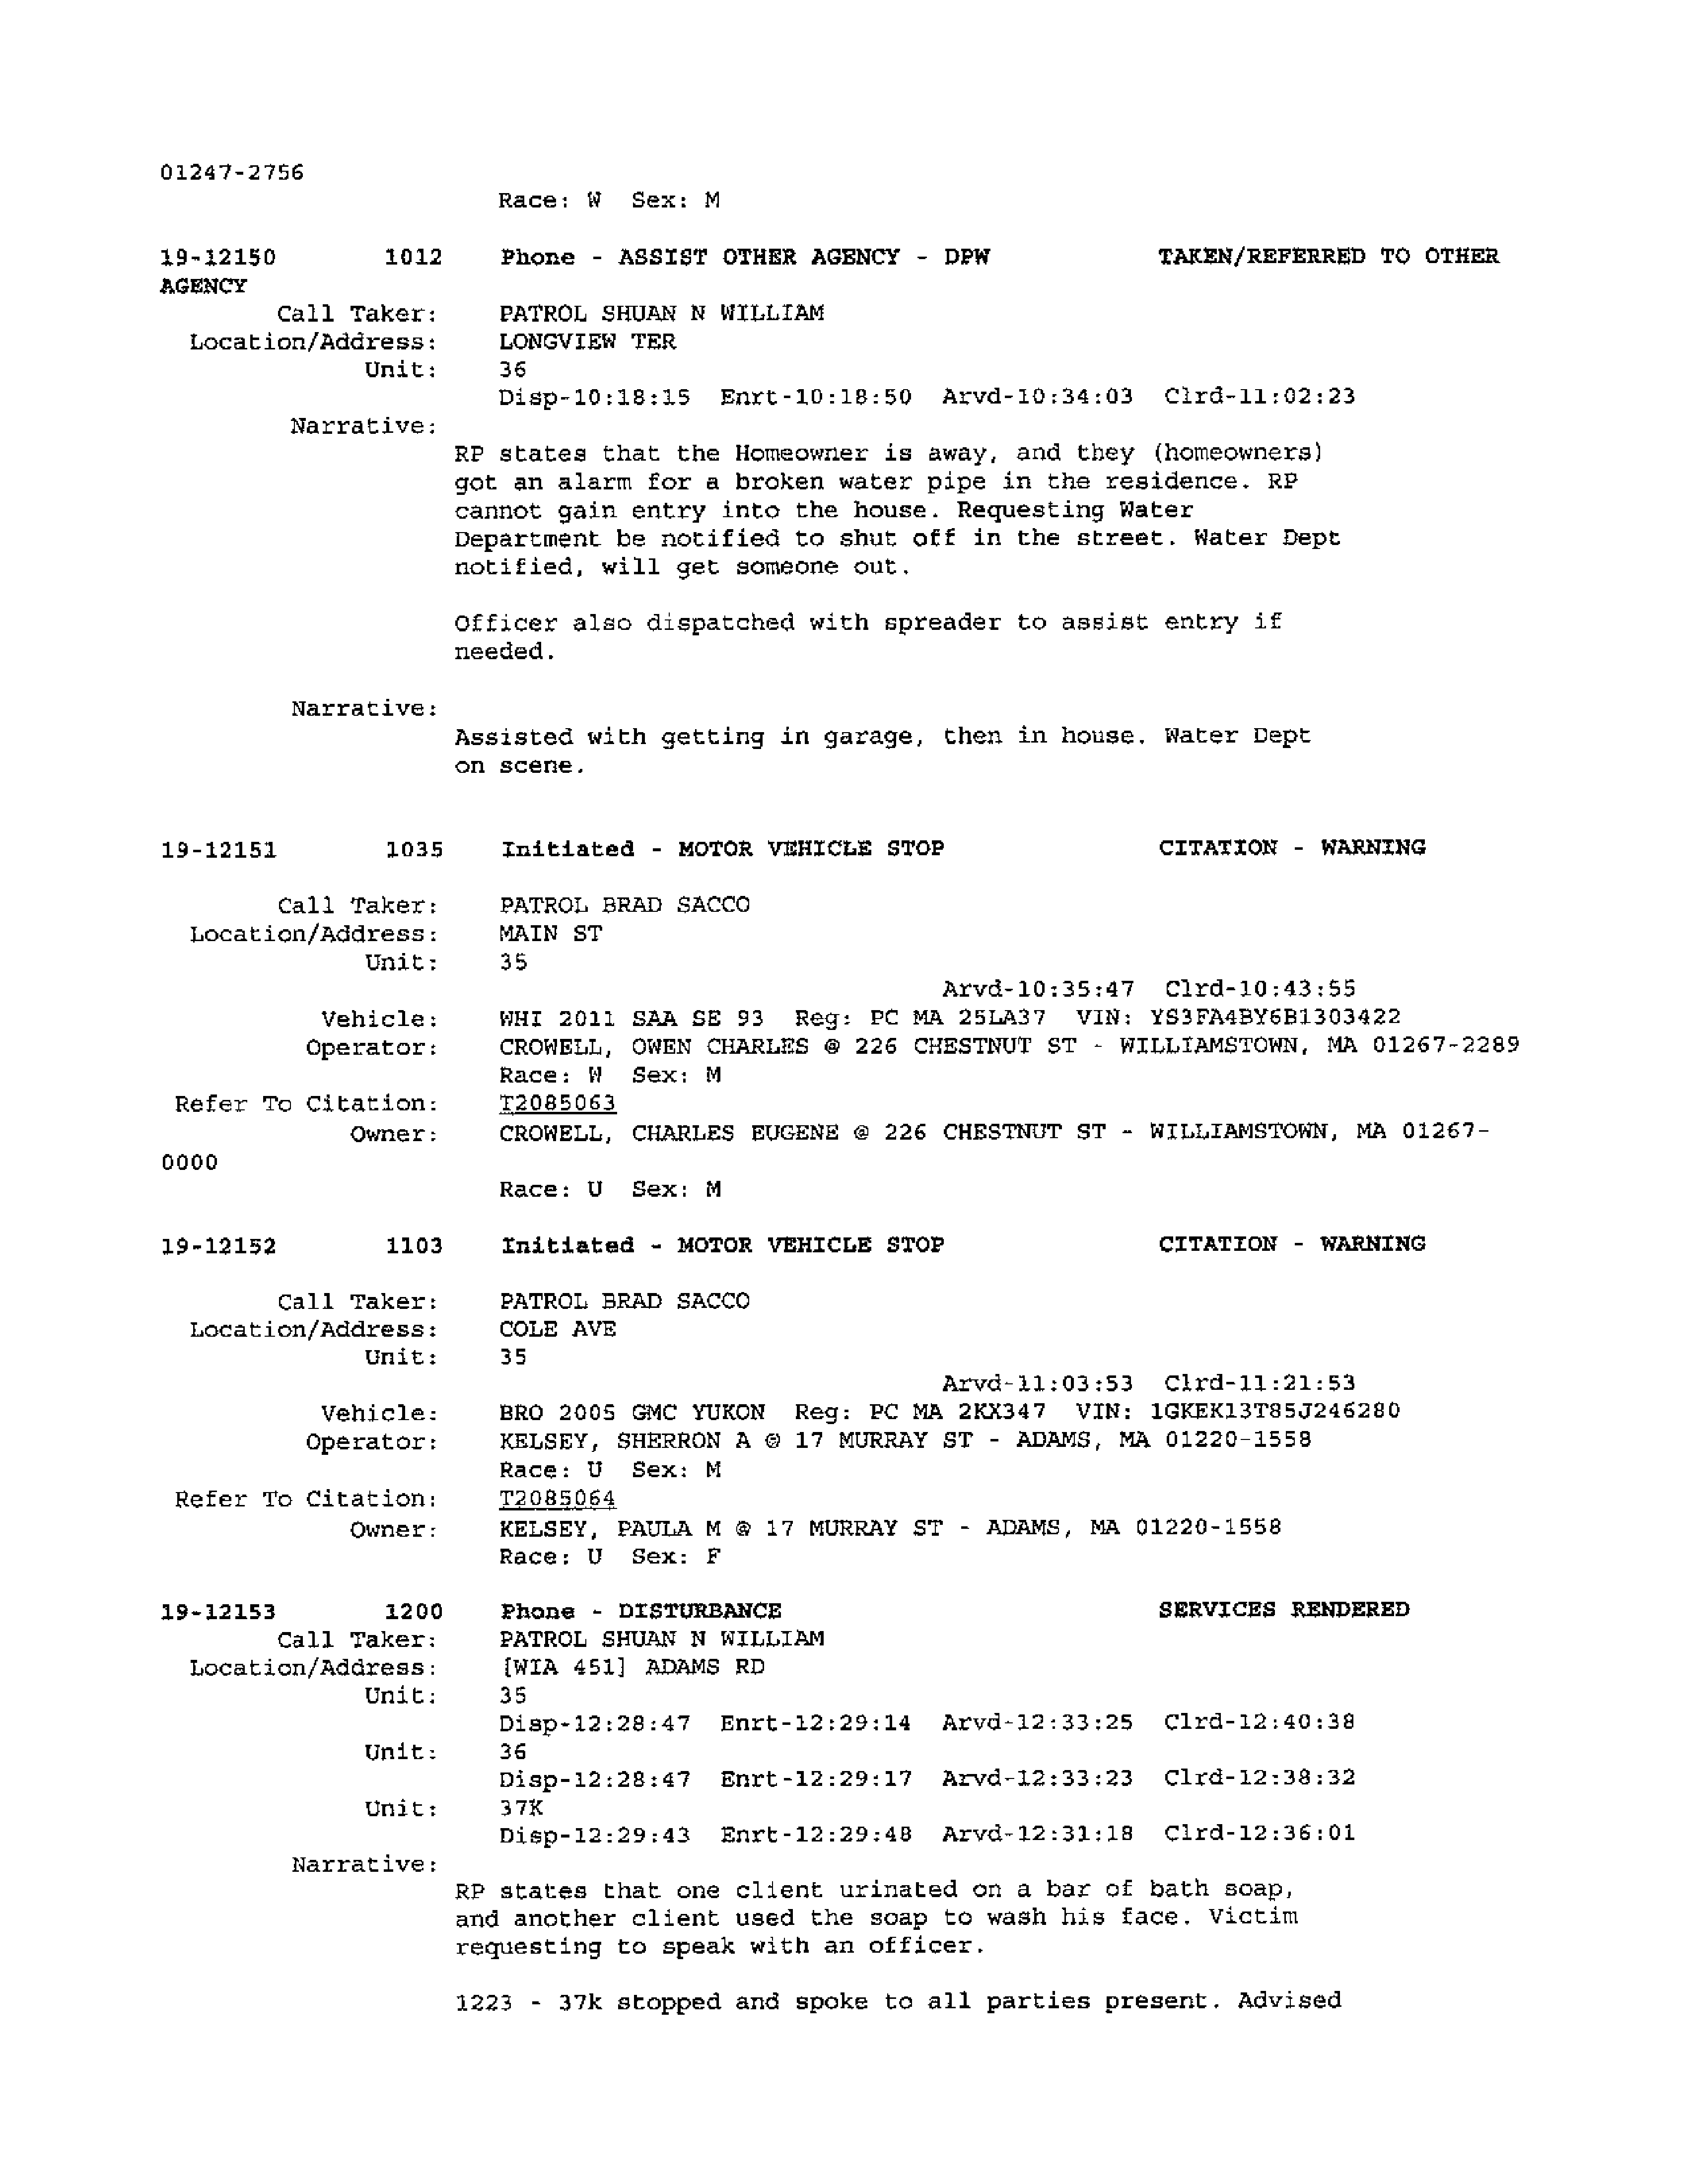 01247-2756
Race: W  Sex: M
19-12150  1012  Phone - ASSIST OTHER AGENCY - DPW  TAKEN/REFERRED TO OTHER
AGENCY
Call Taker: PATROL SHUAN N WILLIAM
Location/Address: LONGVIEW TER
Unit: 36
Disp-10:18:15  Enrt-10:18:50  Arvd-10:34:03  Clrd-11:02:23
Narrative:
RP states that the Homeowner is away, and they (homeowners)
got an alarm for a broken water pipe in the residence. RP
cannot gain entry into the house. Requesting Water
Department be notified to shut off in the street. Water Dept
notified, will get someone out.
Officer also dispatched with spreader to assist entry if
needed.
Narrative:
Assisted with getting in garage, then in house. Water Dept
on scene.
19-12151  1035  Initiated - MOTOR VEHICLE STOP  CITATION - WARNING
Call Taker: PATROL BRAD SACCO
Location/Address: MAIN ST
Unit: 35
Arvd-10:35:47  Clrd-10:43:55
Vehicle: WHI 2011 SAA SE 93  Reg: PC MA 25LA37  VIN: YS3FA4BY6B1303422
Operator: CROWELL, OWEN CHARLES @ 226 CHESTNUT ST - WILLIAMSTOWN, MA 01267-2289
Race: W  Sex: M
Refer To Citation: T2085063
Owner: CROWELL, CHARLES EUGENE @ 226 CHESTNUT ST - WILLIAMSTOWN, MA 01267-
0000
Race: U  Sex: M
19-12152  1103  Initiated - MOTOR VEHICLE STOP  CITATION - WARNING
Call Taker: PATROL BRAD SACCO
Location/Address: COLE AVE
Unit: 35
Arvd-11:03:53  Clrd-11:21:53
Vehicle: BRO 2005 GMC YUKON  Reg: PC MA 2KX347  VIN: 1GKEK13T85J246280
Operator: KELSEY, SHERRON A @ 17 MURRAY ST - ADAMS, MA 01220-1558
Race: U  Sex: M
Refer To Citation: T2085064
Owner: KELSEY, PAULA M @ 17 MURRAY ST - ADAMS, MA 01220-1558
Race: U  Sex: F
19-12153  1200  Phone - DISTURBANCE  SERVICES RENDERED
Call Taker: PATROL SHUAN N WILLIAM
Location/Address: [WIA 451] ADAMS RD
Unit: 35
Disp-12:28:47  Enrt-12:29:14  Arvd-12:33:25  Clrd-12:40:38
Unit: 36
Disp-12:28:47  Enrt-12:29:17  Arvd-12:33:23  Clrd-12:38:32
Unit: 37K
Disp-12:29:43  Enrt-12:29:48  Arvd-12:31:18  Clrd-12:36:01
Narrative:
RP states that one client urinated on a bar of bath soap,
and another client used the soap to wash his face. Victim
requesting to speak with an officer.
1223 - 37k stopped and spoke to all parties present. Advised